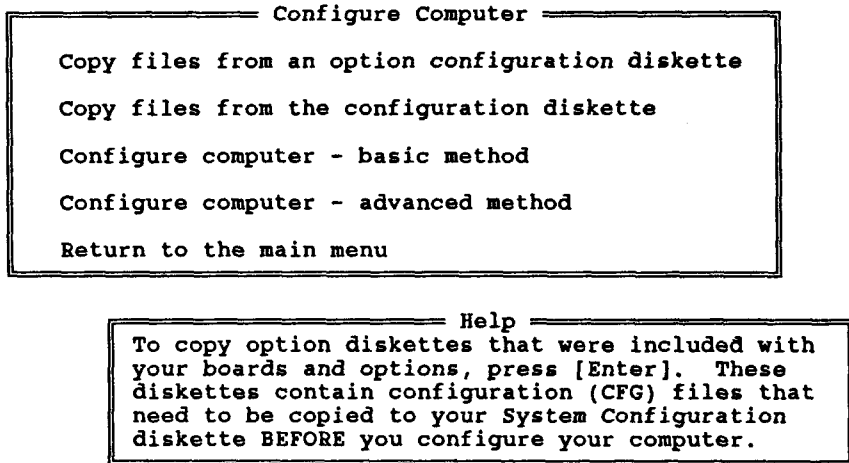 Configure Computer
Copy files from an option configuration diskette
Copy files from the configuration diskette
Configure computer - basic method
Configure computer - advanced method
Return to the main menu
Help
To copy option diskettes that were included with
your boards and options, press [Enter].  These
diskettes contain configuration (CFG) files that
need to be copied to your System Configuration
diskette BEFORE you configure your computer.